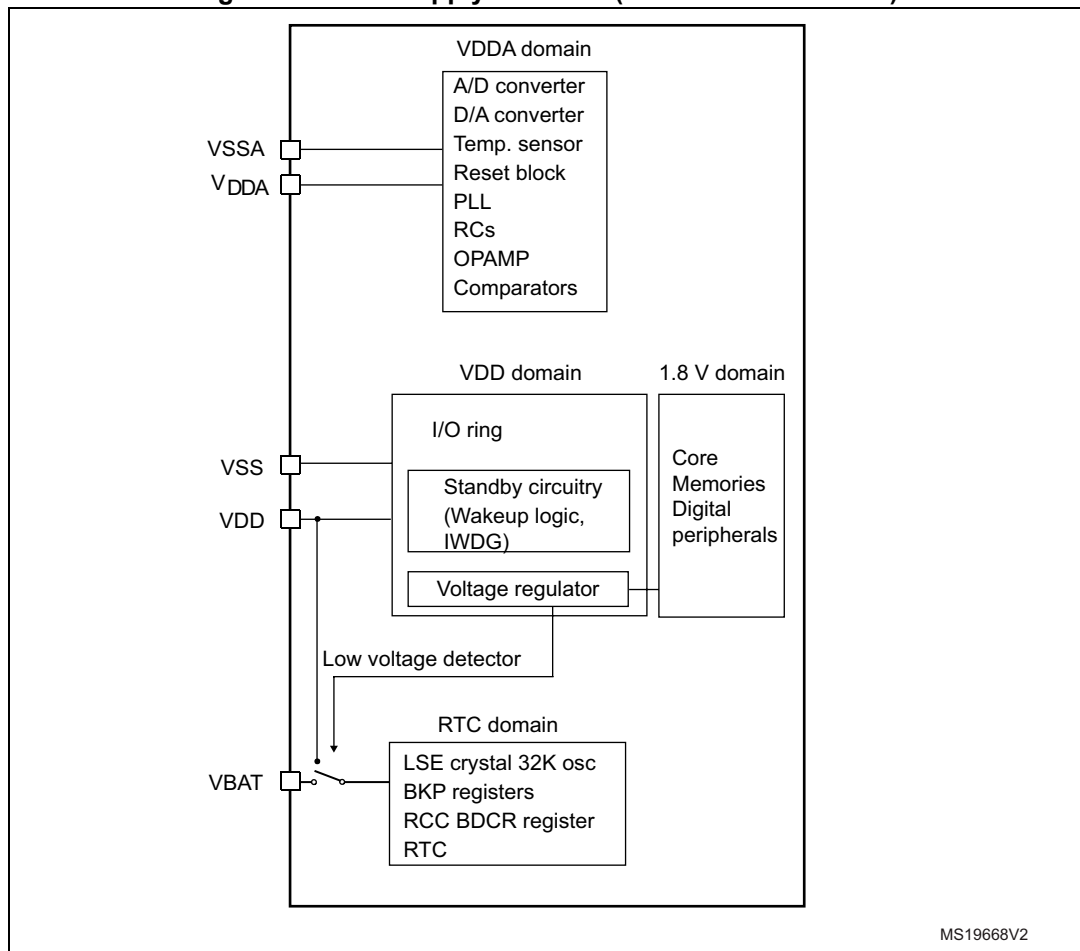 VDDA domain
A/D converter
D/A converter
Temp. sensor
Reset block
PLL
RCs
OPAMP
Comparators
VSSA
VDDA
VDD domain
1.8 V domain
I/O ring
Standby circuitry
(Wakeup logic,
IWDG)
Voltage regulator
Core
Memories
Digital
peripherals
VSS
VDD
Low voltage detector
RTC domain
LSE crystal 32K osc
BKP registers
RCC BDCR register
RTC
VBAT
MS19668V2